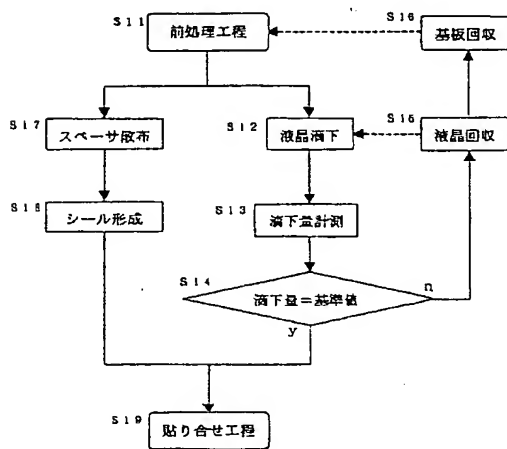 S11
前処理工程
S16
基板回収
S17
スペーサ散布
S12
液晶滴下
S15
液晶回収
S18
シール形成
S13
滴下量計測
S14
滴下量=基準値
n
y
S19
貼り合せ工程